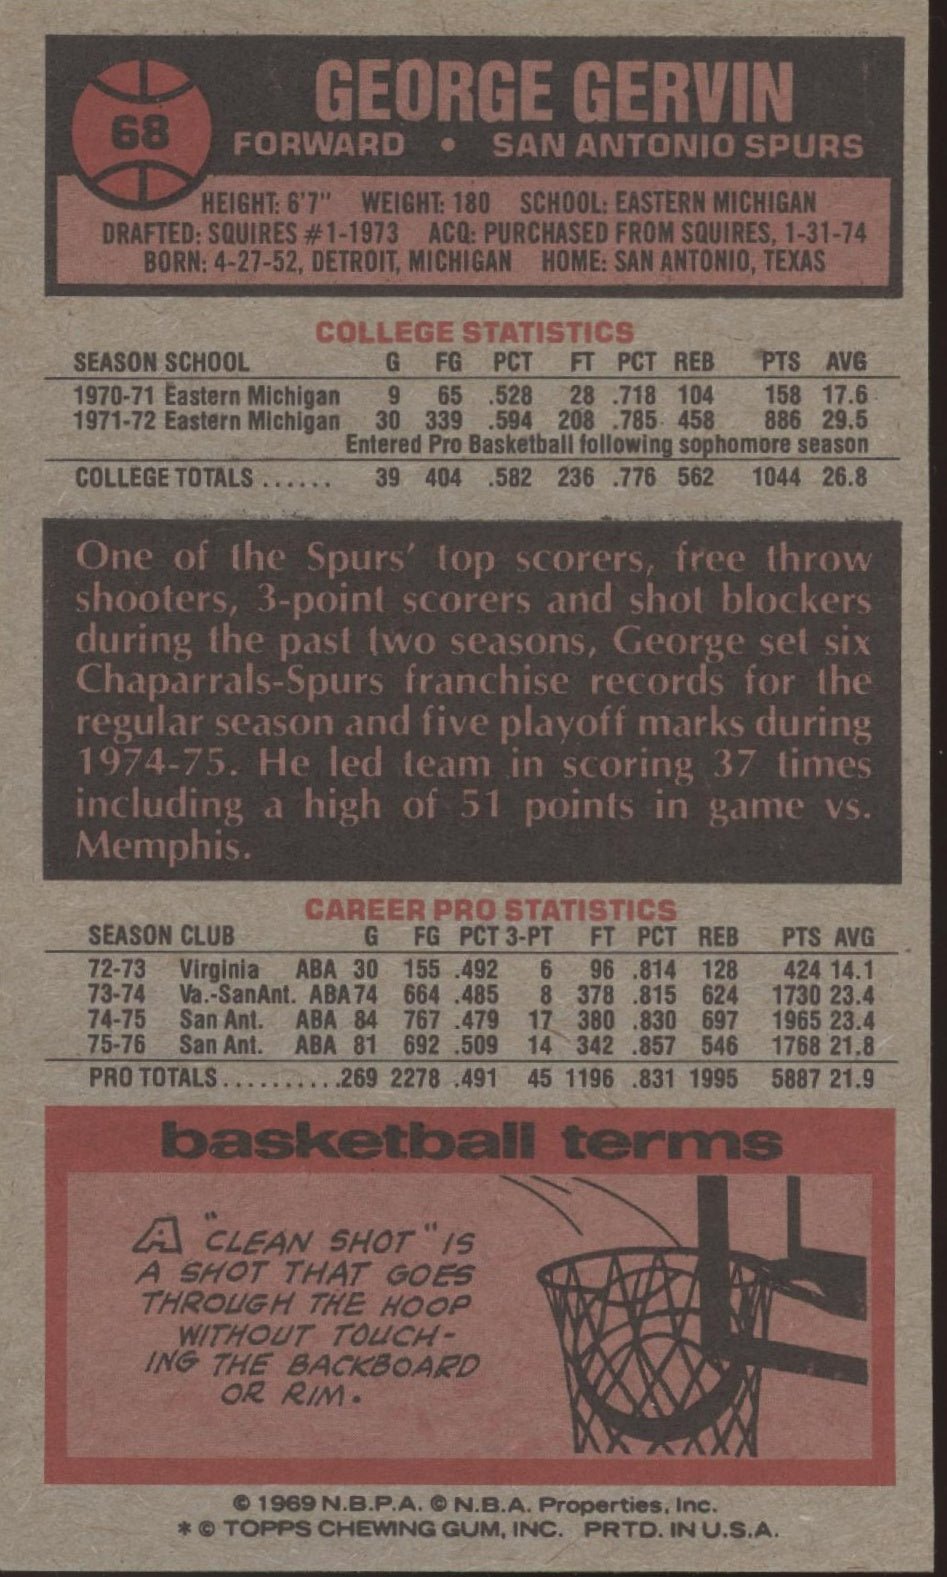 68
GEORGE GERVIN
FORWARD • SAN ANTONIO SPURS
HEIGHT: 6'7" WEIGHT: 180 SCHOOL: EASTERN MICHIGAN
DRAFTED: SQUIRES #1-1973 ACQ: PURCHASED FROM SQUIRES, 1-31-74
BORN: 4-27-52, DETROIT, MICHIGAN HOME: SAN ANTONIO, TEXAS
COLLEGE STATISTICS
SEASON SCHOOL G FG PCT FT PCT REB PTS AVG
1970-71 Eastern Michigan 9 65 .528 28 .718 104 158 17.6
1971-72 Eastern Michigan 30 339 .594 208 .785 458 886 29.5
Entered Pro Basketball following sophomore season
COLLEGE TOTALS ...... 39 404 .582 236 .776 562 1044 26.8
One of the Spurs' top scorers, free throw
shooters, 3-point scorers and shot blockers
during the past two seasons, George set six
Chaparrals-Spurs franchise records for the
regular season and five playoff marks during
1974-75. He led team in scoring 37 times
including a high of 51 points in game vs.
Memphis.
CAREER PRO STATISTICS
SEASON CLUB G FG PCT 3-PT FT PCT REB PTS AVG
72-73 Virginia ABA 30 155 .492 6 96 .814 128 424 14.1
73-74 Va.-SanAnt. ABA 74 664 .485 8 378 .815 624 1730 23.4
74-75 San Ant. ABA 84 767 .479 17 380 .830 697 1965 23.4
75-76 San Ant. ABA 81 692 .509 14 342 .857 546 1768 21.8
PRO TOTALS..........269 2278 .491 45 1196 .831 1995 5887 21.9
basketball terms
A "CLEAN SHOT" IS
A SHOT THAT GOES
THROUGH THE HOOP
WITHOUT TOUCH-
ING THE BACKBOARD
OR RIM.
© 1969 N.B.P.A. © N.B.A. Properties, Inc.
* © TOPPS CHEWING GUM, INC. PRTD. IN U.S.A.